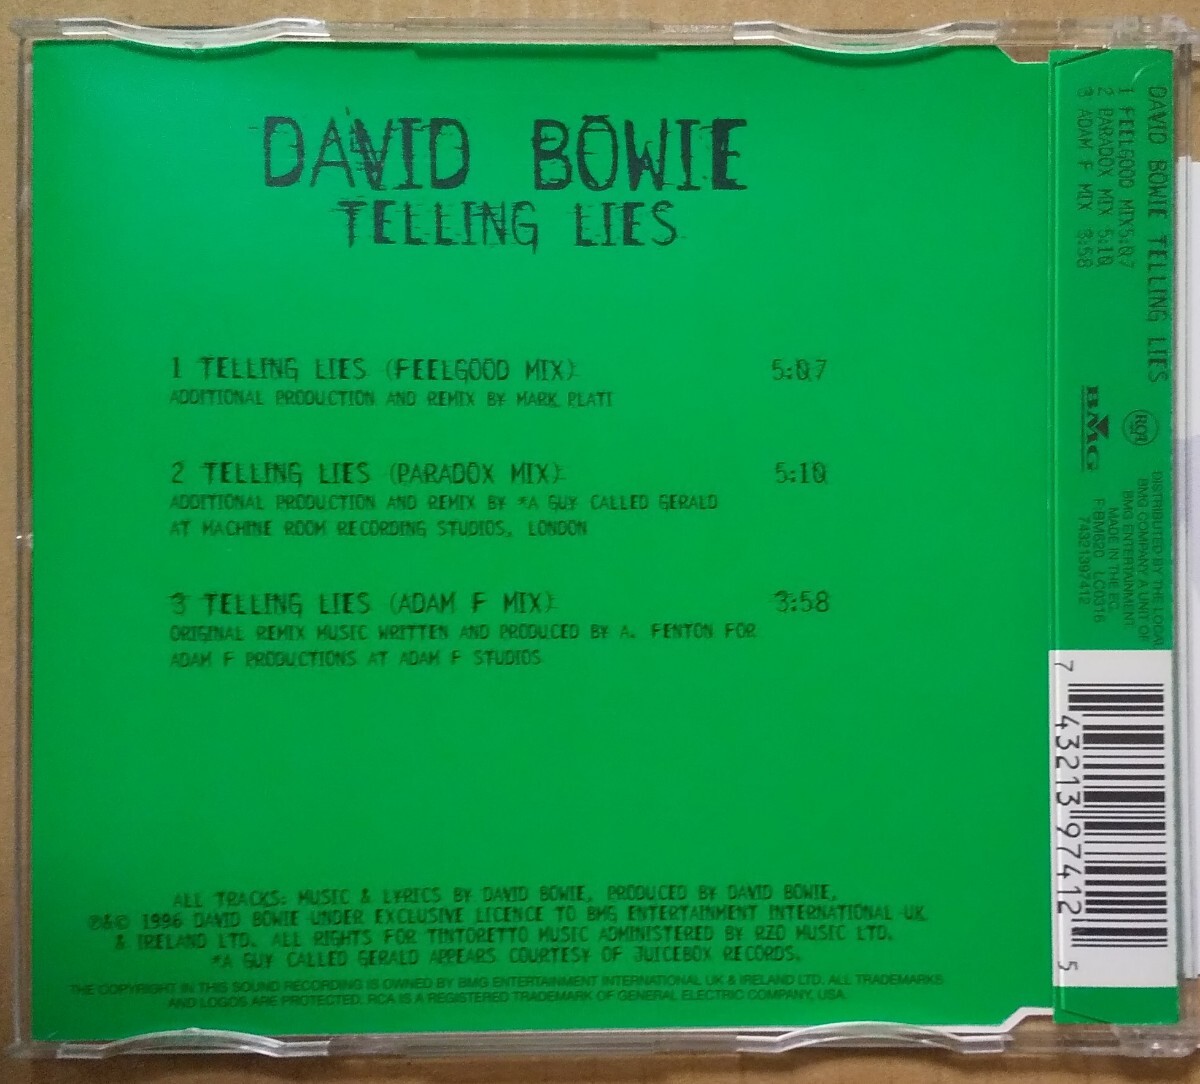 DAVID BOWIE
TELLING LIES
1 TELLING LIES (FEELGOOD MIX) 5:07
ADDITIONAL PRODUCTION AND REMIX BY MARK PLATI
2 TELLING LIES (PARADOX MIX) 5:10
ADDITIONAL PRODUCTION AND REMIX BY *A GUY CALLED GERALD
AT MACHINE ROOM RECORDING STUDIOS, LONDON
3 TELLING LIES (ADAM F MIX) 3:58
ORIGINAL REMIX MUSIC WRITTEN AND PRODUCED BY A. FENTON FOR
ADAM F PRODUCTIONS AT ADAM F STUDIOS
ALL TRACKS: MUSIC & LYRICS BY DAVID BOWIE, PRODUCED BY DAVID BOWIE,
℗&© 1996 DAVID BOWIE UNDER EXCLUSIVE LICENCE TO BMG ENTERTAINMENT INTERNATIONAL UK
& IRELAND LTD. ALL RIGHTS FOR TINTORETTO MUSIC ADMINISTERED BY RZO MUSIC LTD.
*A GUY CALLED GERALD APPEARS COURTESY OF JUICEBOX RECORDS.
THE COPYRIGHT IN THIS SOUND RECORDING IS OWNED BY BMG ENTERTAINMENT INTERNATIONAL UK & IRELAND LTD. ALL TRADEMARKS
AND LOGOS ARE PROTECTED. RCA IS A REGISTERED TRADEMARK OF GENERAL ELECTRIC COMPANY, USA.
DAVID BOWIE TELLING LIES
1 FEELGOOD MIX5:07
2 PARADOX MIX 5:10
3 ADAM F MIX 3:58
RCA
BMG
DISTRIBUTED BY THE LOCAL
BMG COMPANY A UNIT OF
BMG ENTERTAINMENT
MADE IN THE EC.
F:BM620 LC0316
74321397412
7 43213 97412 5